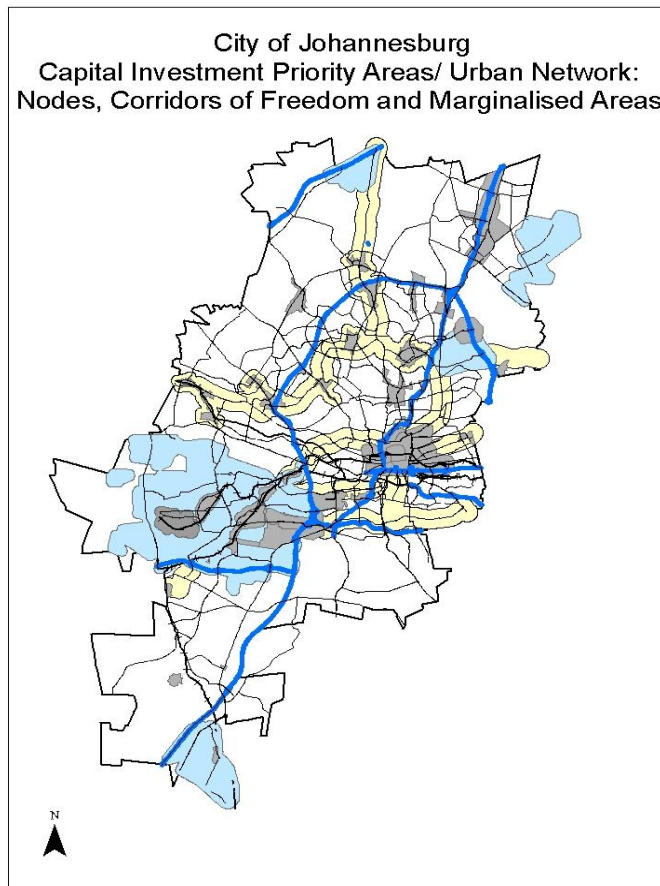 City of Johannesburg
Capital Investment Priority Areas/ Urban Network:
Nodes, Corridors of Freedom and Marginalised Areas
N